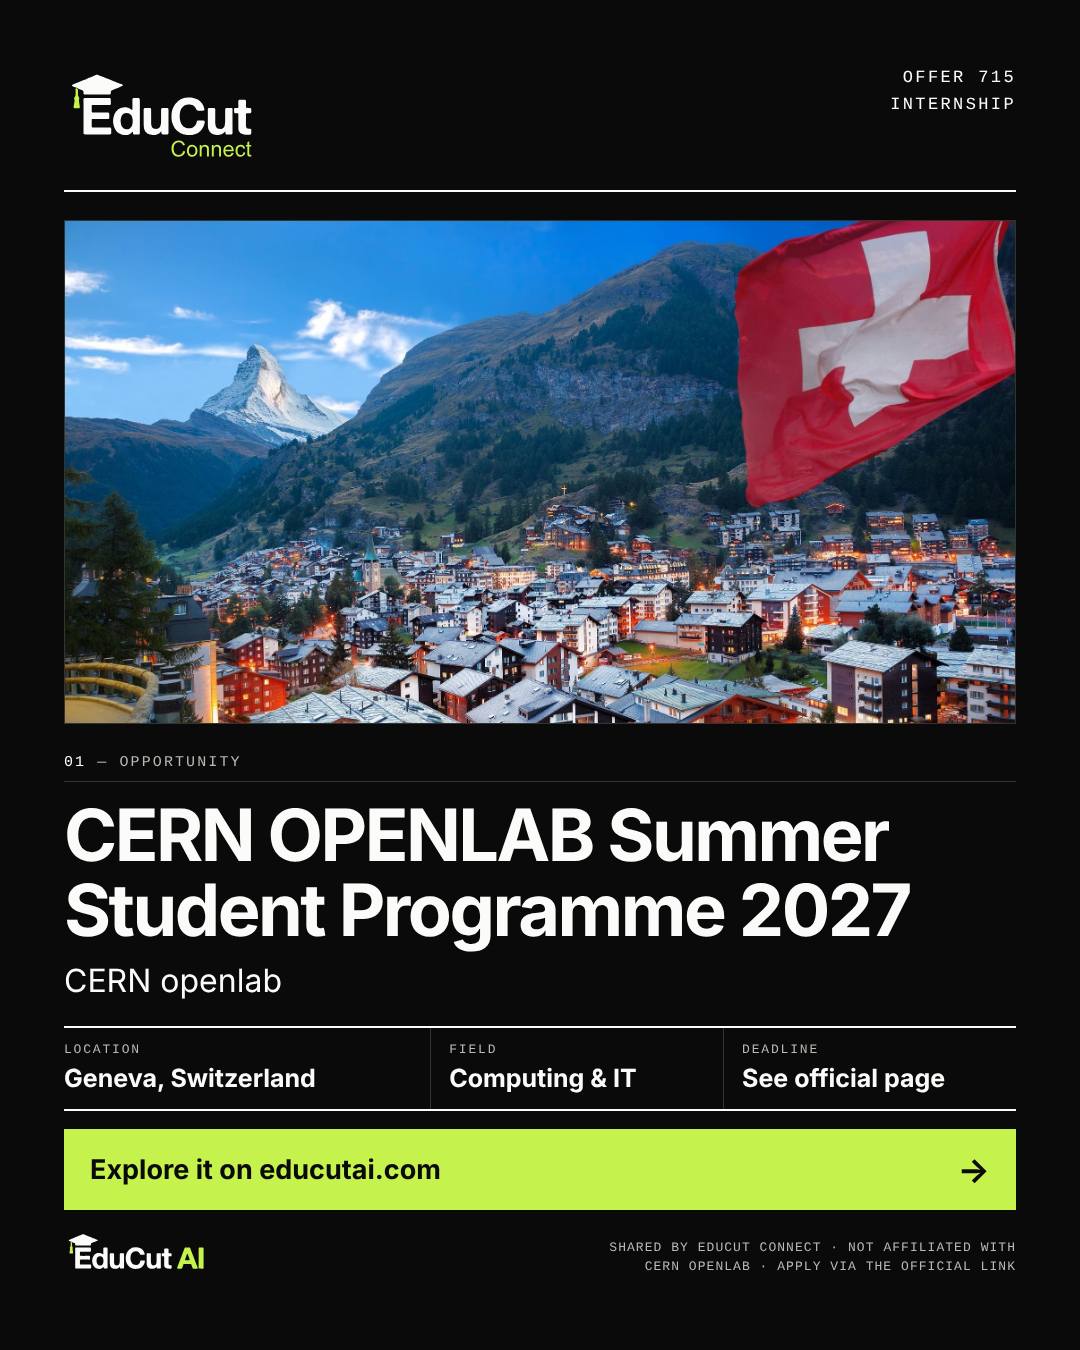 EduCut
Connect
OFFER 715
INTERNSHIP
01 — OPPORTUNITY
CERN OPENLAB Summer
Student Programme 2027
CERN openlab
LOCATION
Geneva, Switzerland
FIELD
Computing & IT
DEADLINE
See official page
Explore it on educutai.com →
EduCut AI
SHARED BY EDUCUT CONNECT · NOT AFFILIATED WITH
CERN OPENLAB · APPLY VIA THE OFFICIAL LINK